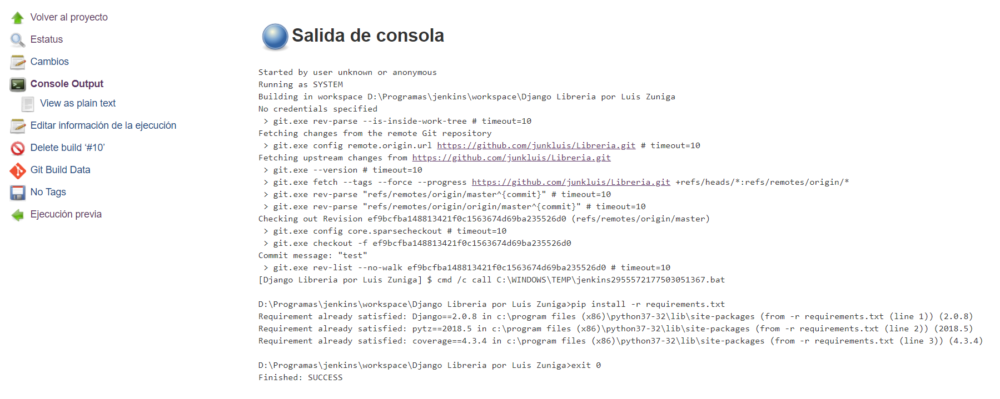 Volver al proyecto
Estatus
Cambios
Console Output
View as plain text
Editar información de la ejecución
Delete build ‘#10’
Git Build Data
No Tags
Ejecución previa
Salida de consola
Started by user unknown or anonymous
Running as SYSTEM
Building in workspace D:\Programas\jenkins\workspace\Django Libreria por Luis Zuniga
No credentials specified
> git.exe rev-parse --is-inside-work-tree # timeout=10
Fetching changes from the remote Git repository
> git.exe config remote.origin.url https://github.com/junkluis/Libreria.git # timeout=10
Fetching upstream changes from https://github.com/junkluis/Libreria.git
> git.exe --version # timeout=10
> git.exe fetch --tags --force --progress https://github.com/junkluis/Libreria.git +refs/heads/*:refs/remotes/origin/*
> git.exe rev-parse "refs/remotes/origin/master^{commit}" # timeout=10
> git.exe rev-parse "refs/remotes/origin/origin/master^{commit}" # timeout=10
Checking out Revision ef9bcfba148813421f0c1563674d69ba235526d0 (refs/remotes/origin/master)
> git.exe config core.sparsecheckout # timeout=10
> git.exe checkout -f ef9bcfba148813421f0c1563674d69ba235526d0
Commit message: "test"
> git.exe rev-list --no-walk ef9bcfba148813421f0c1563674d69ba235526d0 # timeout=10
[Django Libreria por Luis Zuniga] $ cmd /c call C:\WINDOWS\TEMP\jenkins2955572177503051367.bat
D:\Programas\jenkins\workspace\Django Libreria por Luis Zuniga>pip install -r requirements.txt
Requirement already satisfied: Django==2.0.8 in c:\program files (x86)\python37-32\lib\site-packages (from -r requirements.txt (line 1)) (2.0.8)
Requirement already satisfied: pytz==2018.5 in c:\program files (x86)\python37-32\lib\site-packages (from -r requirements.txt (line 2)) (2018.5)
Requirement already satisfied: coverage==4.3.4 in c:\program files (x86)\python37-32\lib\site-packages (from -r requirements.txt (line 3)) (4.3.4)
D:\Programas\jenkins\workspace\Django Libreria por Luis Zuniga>exit 0
Finished: SUCCESS